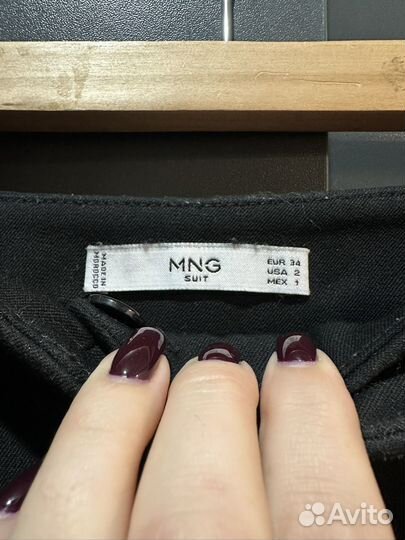 MADE IN
MOROCCO
MNG
SUIT
EUR 34
USA 2
MEX 1
Avito